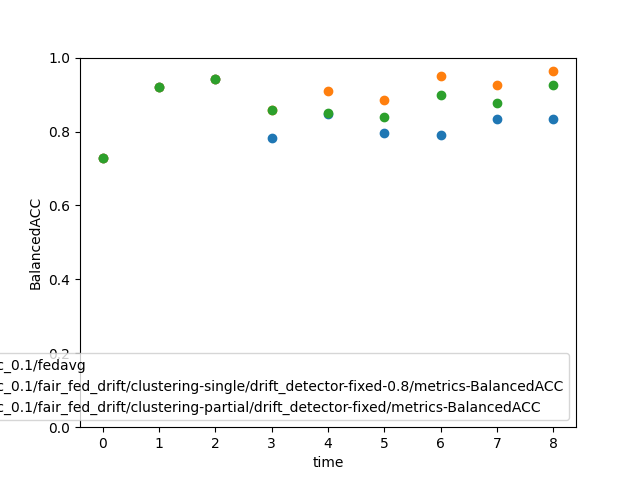 1.0
0.8
0.6
0.4
0.2
0.0
BalancedACC
c_0.1/fedavg
c_0.1/fair_fed_drift/clustering-single/drift_detector-fixed-0.8/metrics-BalancedACC
c_0.1/fair_fed_drift/clustering-partial/drift_detector-fixed/metrics-BalancedACC
0 1 2 3 4 5 6 7 8
time